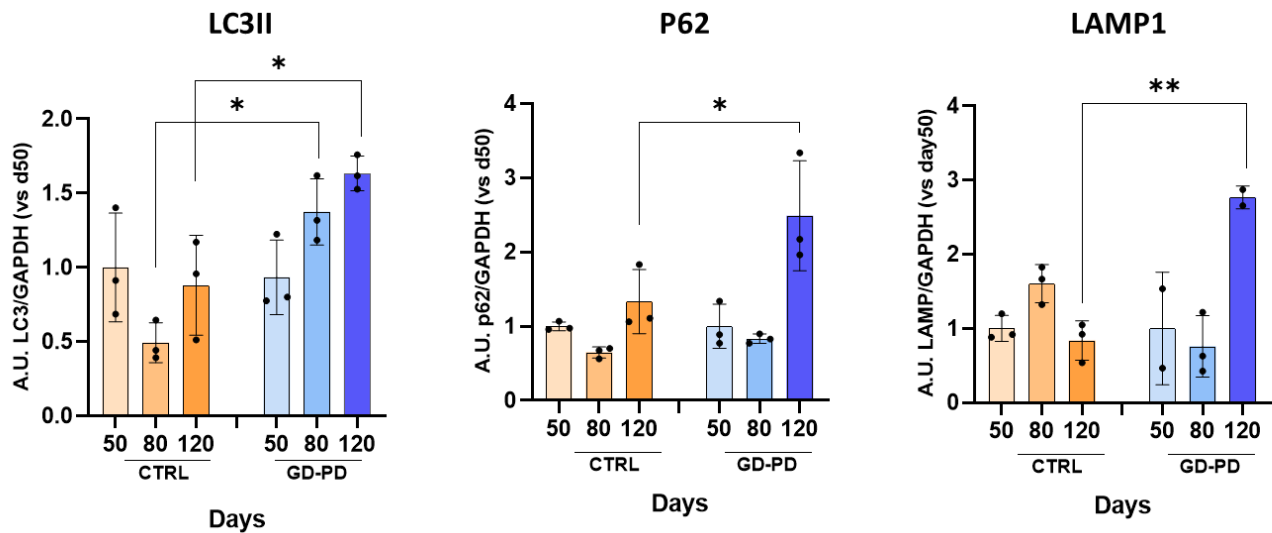 LC3II
*
*
A.U. LC3/GAPDH (vs d50)
2.0
1.5
1.0
0.5
0.0
50 80 120 50 80 120
CTRL GD-PD
Days
P62
*
A.U. p62/GAPDH (vs d50)
4
3
2
1
0
50 80 120 50 80 120
CTRL GD-PD
Days
LAMP1
**
A.U. LAMP/GAPDH (vs day50)
4
3
2
1
0
50 80 120 50 80 120
CTRL GD-PD
Days